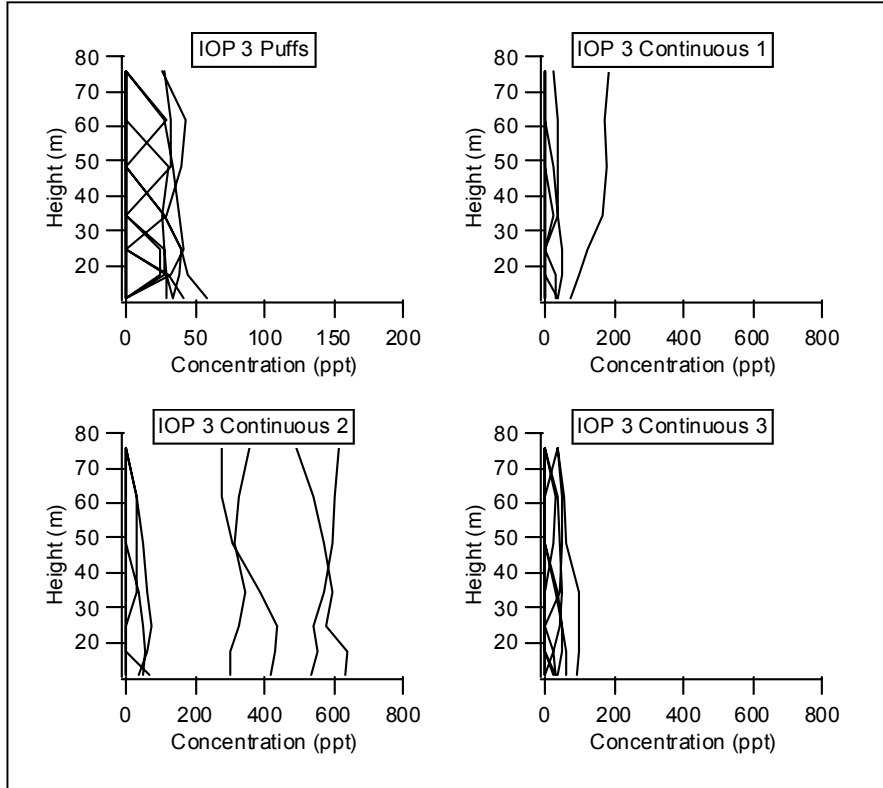 IOP 3 Puffs
80
70
60
50
40
30
20
Height (m)
0 50 100 150 200
Concentration (ppt)
IOP 3 Continuous 1
80
70
60
50
40
30
20
Height (m)
0 200 400 600 800
Concentration (ppt)
IOP 3 Continuous 2
80
70
60
50
40
30
20
Height (m)
0 200 400 600 800
Concentration (ppt)
IOP 3 Continuous 3
80
70
60
50
40
30
20
Height (m)
0 200 400 600 800
Concentration (ppt)